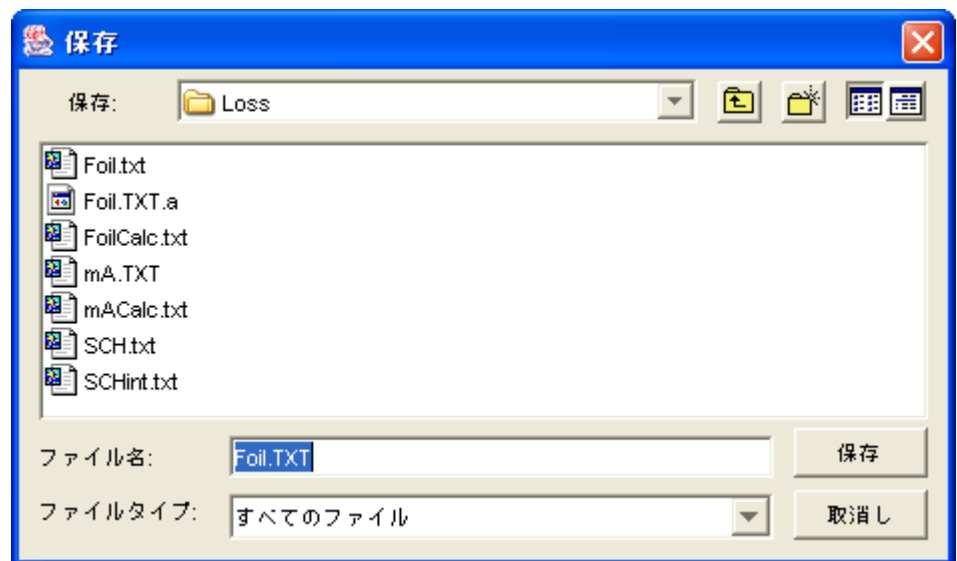 保存
保存: Loss
Foil.txt
Foil.TXT.a
FoilCalc.txt
mA.TXT
mACalc.txt
SCH.txt
SCHint.txt
ファイル名: Foil.TXT 保存
ファイルタイプ: すべてのファイル 取消し